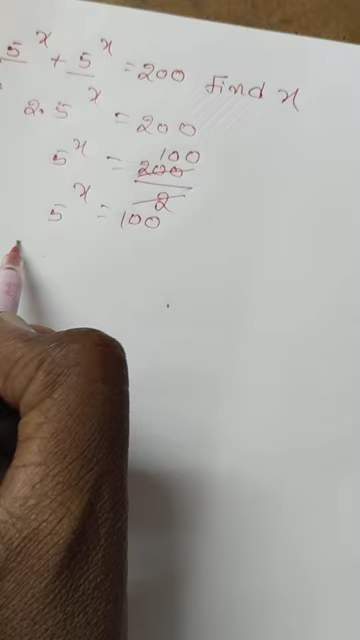 5^x + 5^x = 200 find x
2.5^x = 200
5^x = 200/2 100
5^x = 100